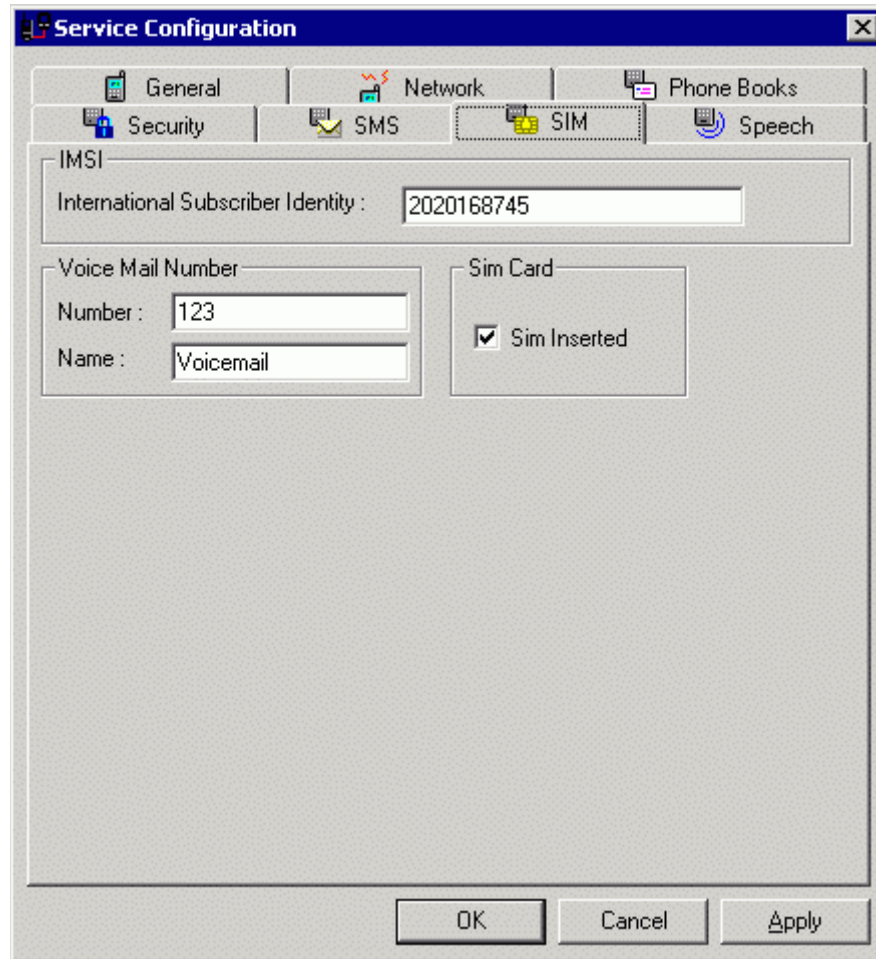 Service Configuration
General Network Phone Books
Security SMS SIM Speech
IMSI
International Subscriber Identity : 2020168745
Voice Mail Number Sim Card
Number : 123
Sim Inserted
Name : Voicemail
OK Cancel Apply